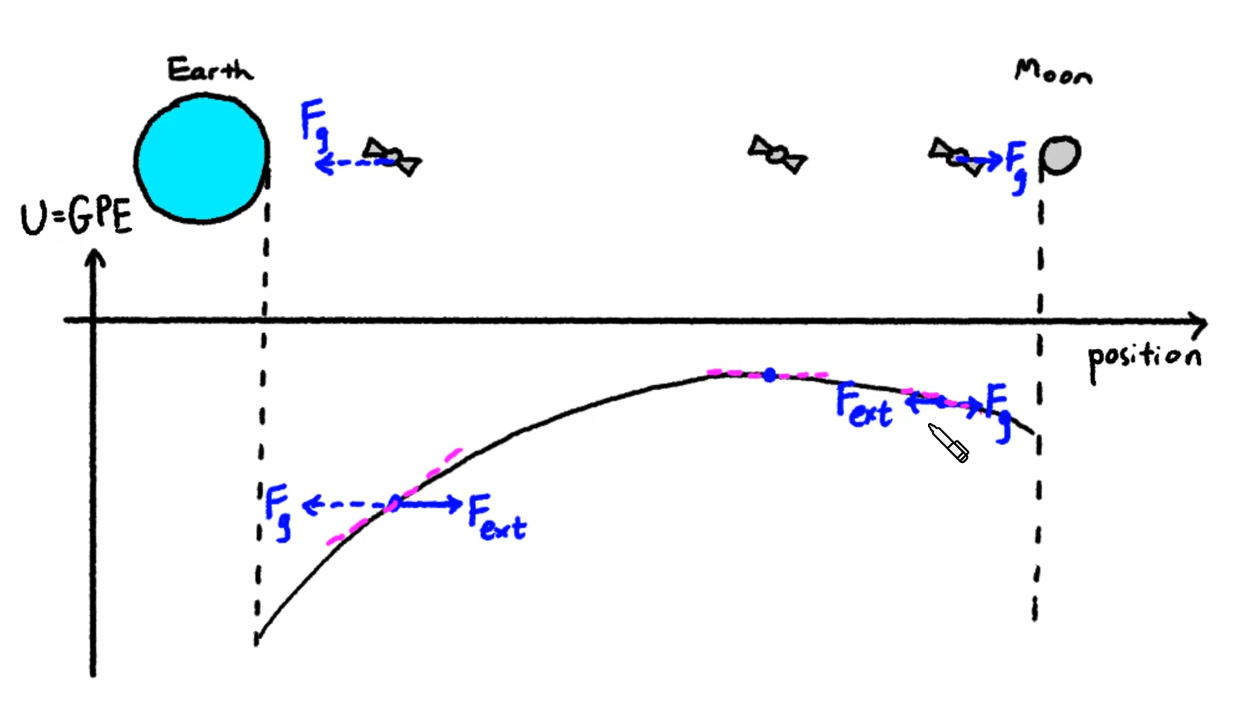 Earth
Moon
Fg
Fg
U=GPE
position
Fext
Fg
Fg
Fext